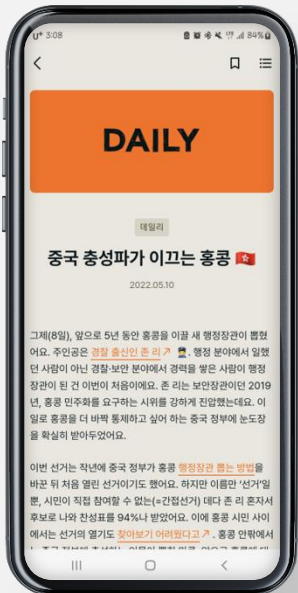 U+ 3:08
84%
DAILY
데일리
중국 충성파가 이끄는 홍콩 🇭🇰
2022.05.10
그제(8일), 앞으로 5년 동안 홍콩을 이끌 새 행정장관이 뽑혔
어요. 주인공은 경찰 출신인 존 리↗ 👮. 행정 분야에서 일했
던 사람이 아닌 경찰·보안 분야에서 경력을 쌓은 사람이 행정
장관이 된 건 이번이 처음이에요. 존 리는 보안장관이던 2019
년, 홍콩 민주화를 요구하는 시위를 강하게 진압했는데요. 이
일로 홍콩을 더 바짝 통제하고 싶어 하는 중국 정부에 눈도장
을 확실히 받아두었어요.
이번 선거는 작년에 중국 정부가 홍콩 행정장관 뽑는 방법을
바꾼 뒤 처음 열린 선거이기도 했어요. 하지만 이름만 ‘선거’일
뿐, 시민이 직접 참여할 수 없는(=간접선거) 데다 존 리 혼자서
후보로 나와 찬성표를 94%나 받았어요. 이에 홍콩 시민 사이
에서는 선거의 열기도 찾아보기 어려웠다고↗. 홍콩 안팎에서